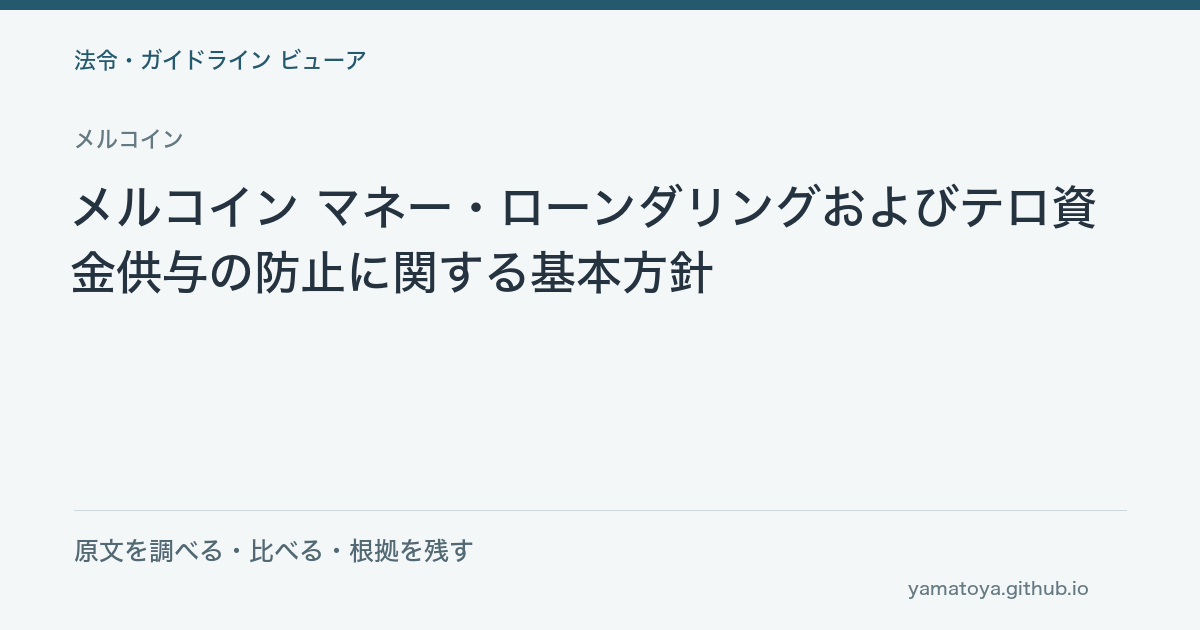 法令・ガイドライン ビューア
メルコイン
メルコイン マネー・ローンダリングおよびテロ資
金供与の防止に関する基本方針
原文を調べる・比べる・根拠を残す
yamatoya.github.io